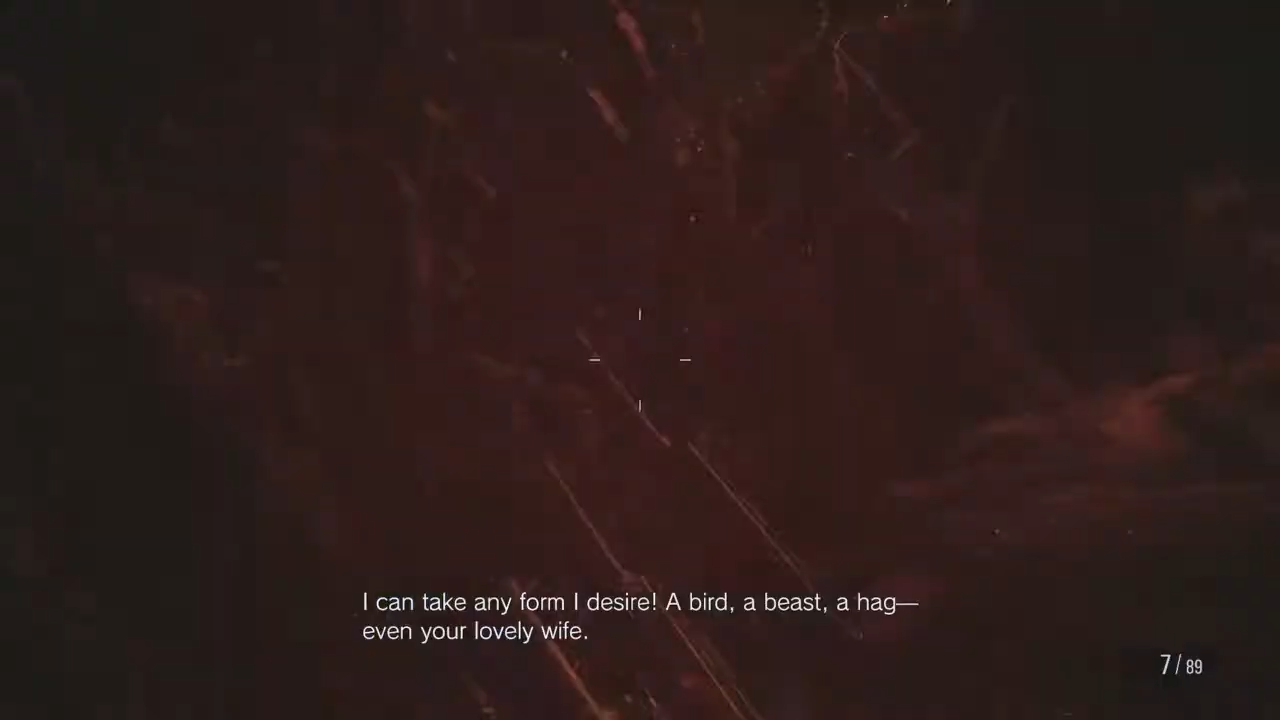 I can take any form I desire! A bird, a beast, a hag—
even your lovely wife.
7/89